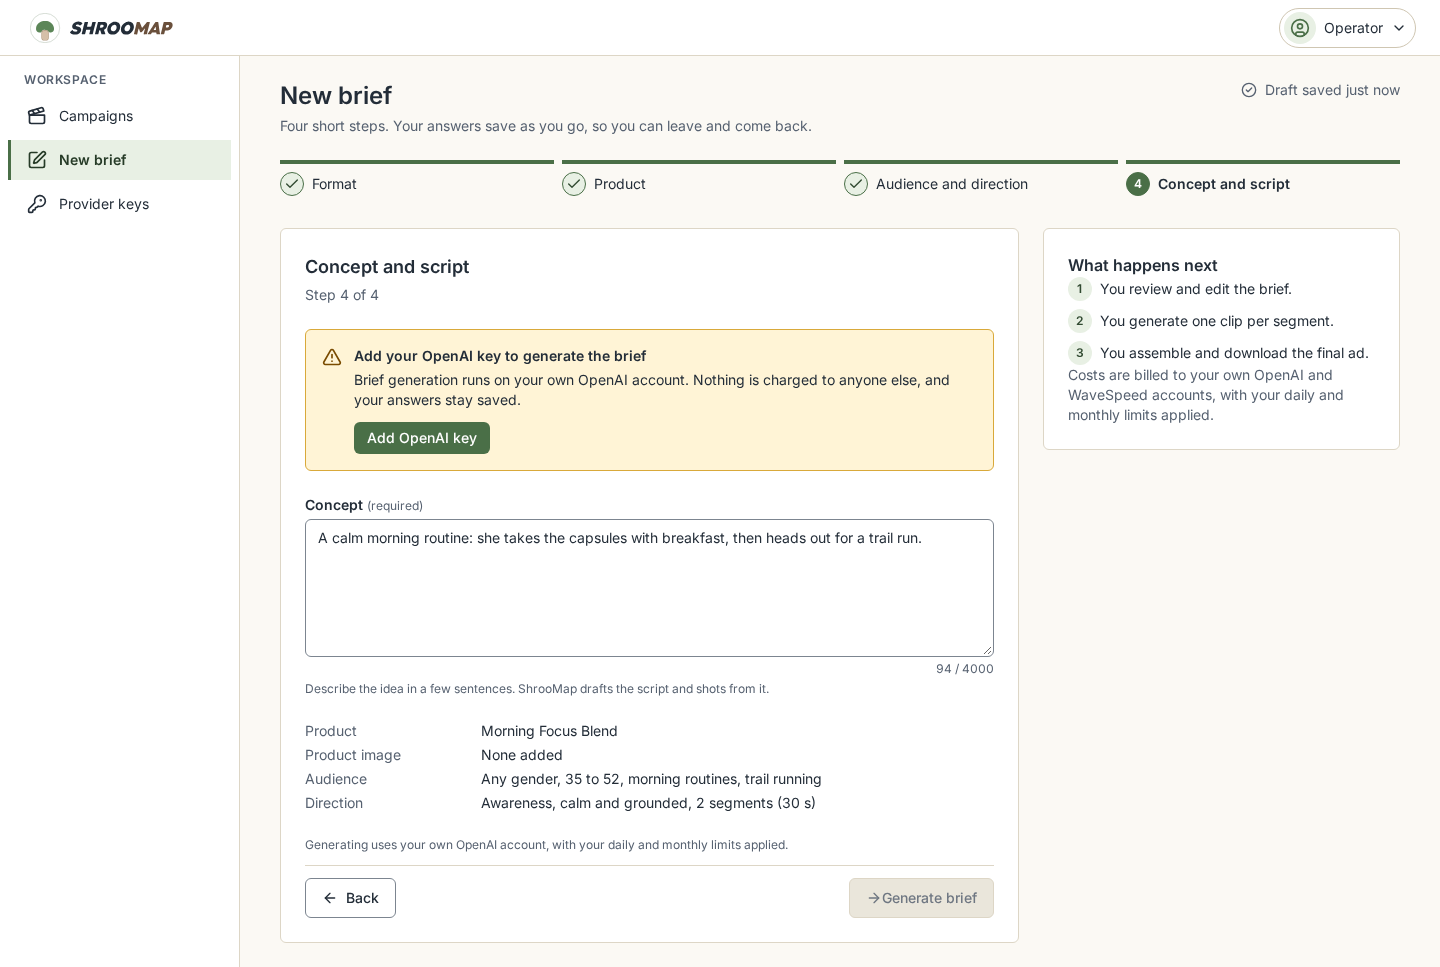 SHROOMAP
Operator
WORKSPACE
Campaigns
New brief
Provider keys
New brief
Draft saved just now
Four short steps. Your answers save as you go, so you can leave and come back.
Format
Product
Audience and direction
4 Concept and script
Concept and script
Step 4 of 4
Add your OpenAI key to generate the brief
Brief generation runs on your own OpenAI account. Nothing is charged to anyone else, and
your answers stay saved.
Add OpenAI key
Concept (required)
A calm morning routine: she takes the capsules with breakfast, then heads out for a trail run.
94 / 4000
Describe the idea in a few sentences. ShrooMap drafts the script and shots from it.
Product Morning Focus Blend
Product image None added
Audience Any gender, 35 to 52, morning routines, trail running
Direction Awareness, calm and grounded, 2 segments (30 s)
Generating uses your own OpenAI account, with your daily and monthly limits applied.
Back
Generate brief
What happens next
1 You review and edit the brief.
2 You generate one clip per segment.
3 You assemble and download the final ad.
Costs are billed to your own OpenAI and
WaveSpeed accounts, with your daily and
monthly limits applied.